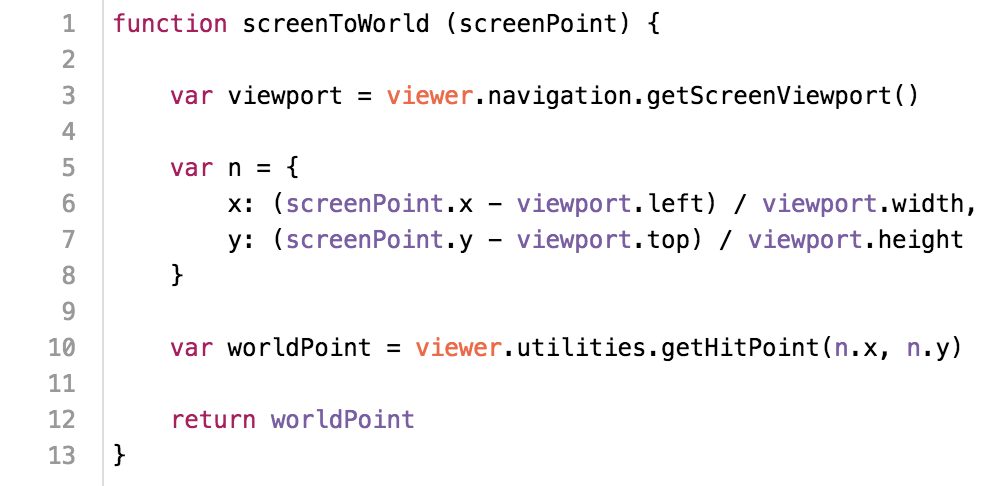 1 function screenToWorld (screenPoint) {
2
3     var viewport = viewer.navigation.getScreenViewport()
4
5     var n = {
6         x: (screenPoint.x - viewport.left) / viewport.width,
7         y: (screenPoint.y - viewport.top) / viewport.height
8     }
9
10     var worldPoint = viewer.utilities.getHitPoint(n.x, n.y)
11
12     return worldPoint
13 }